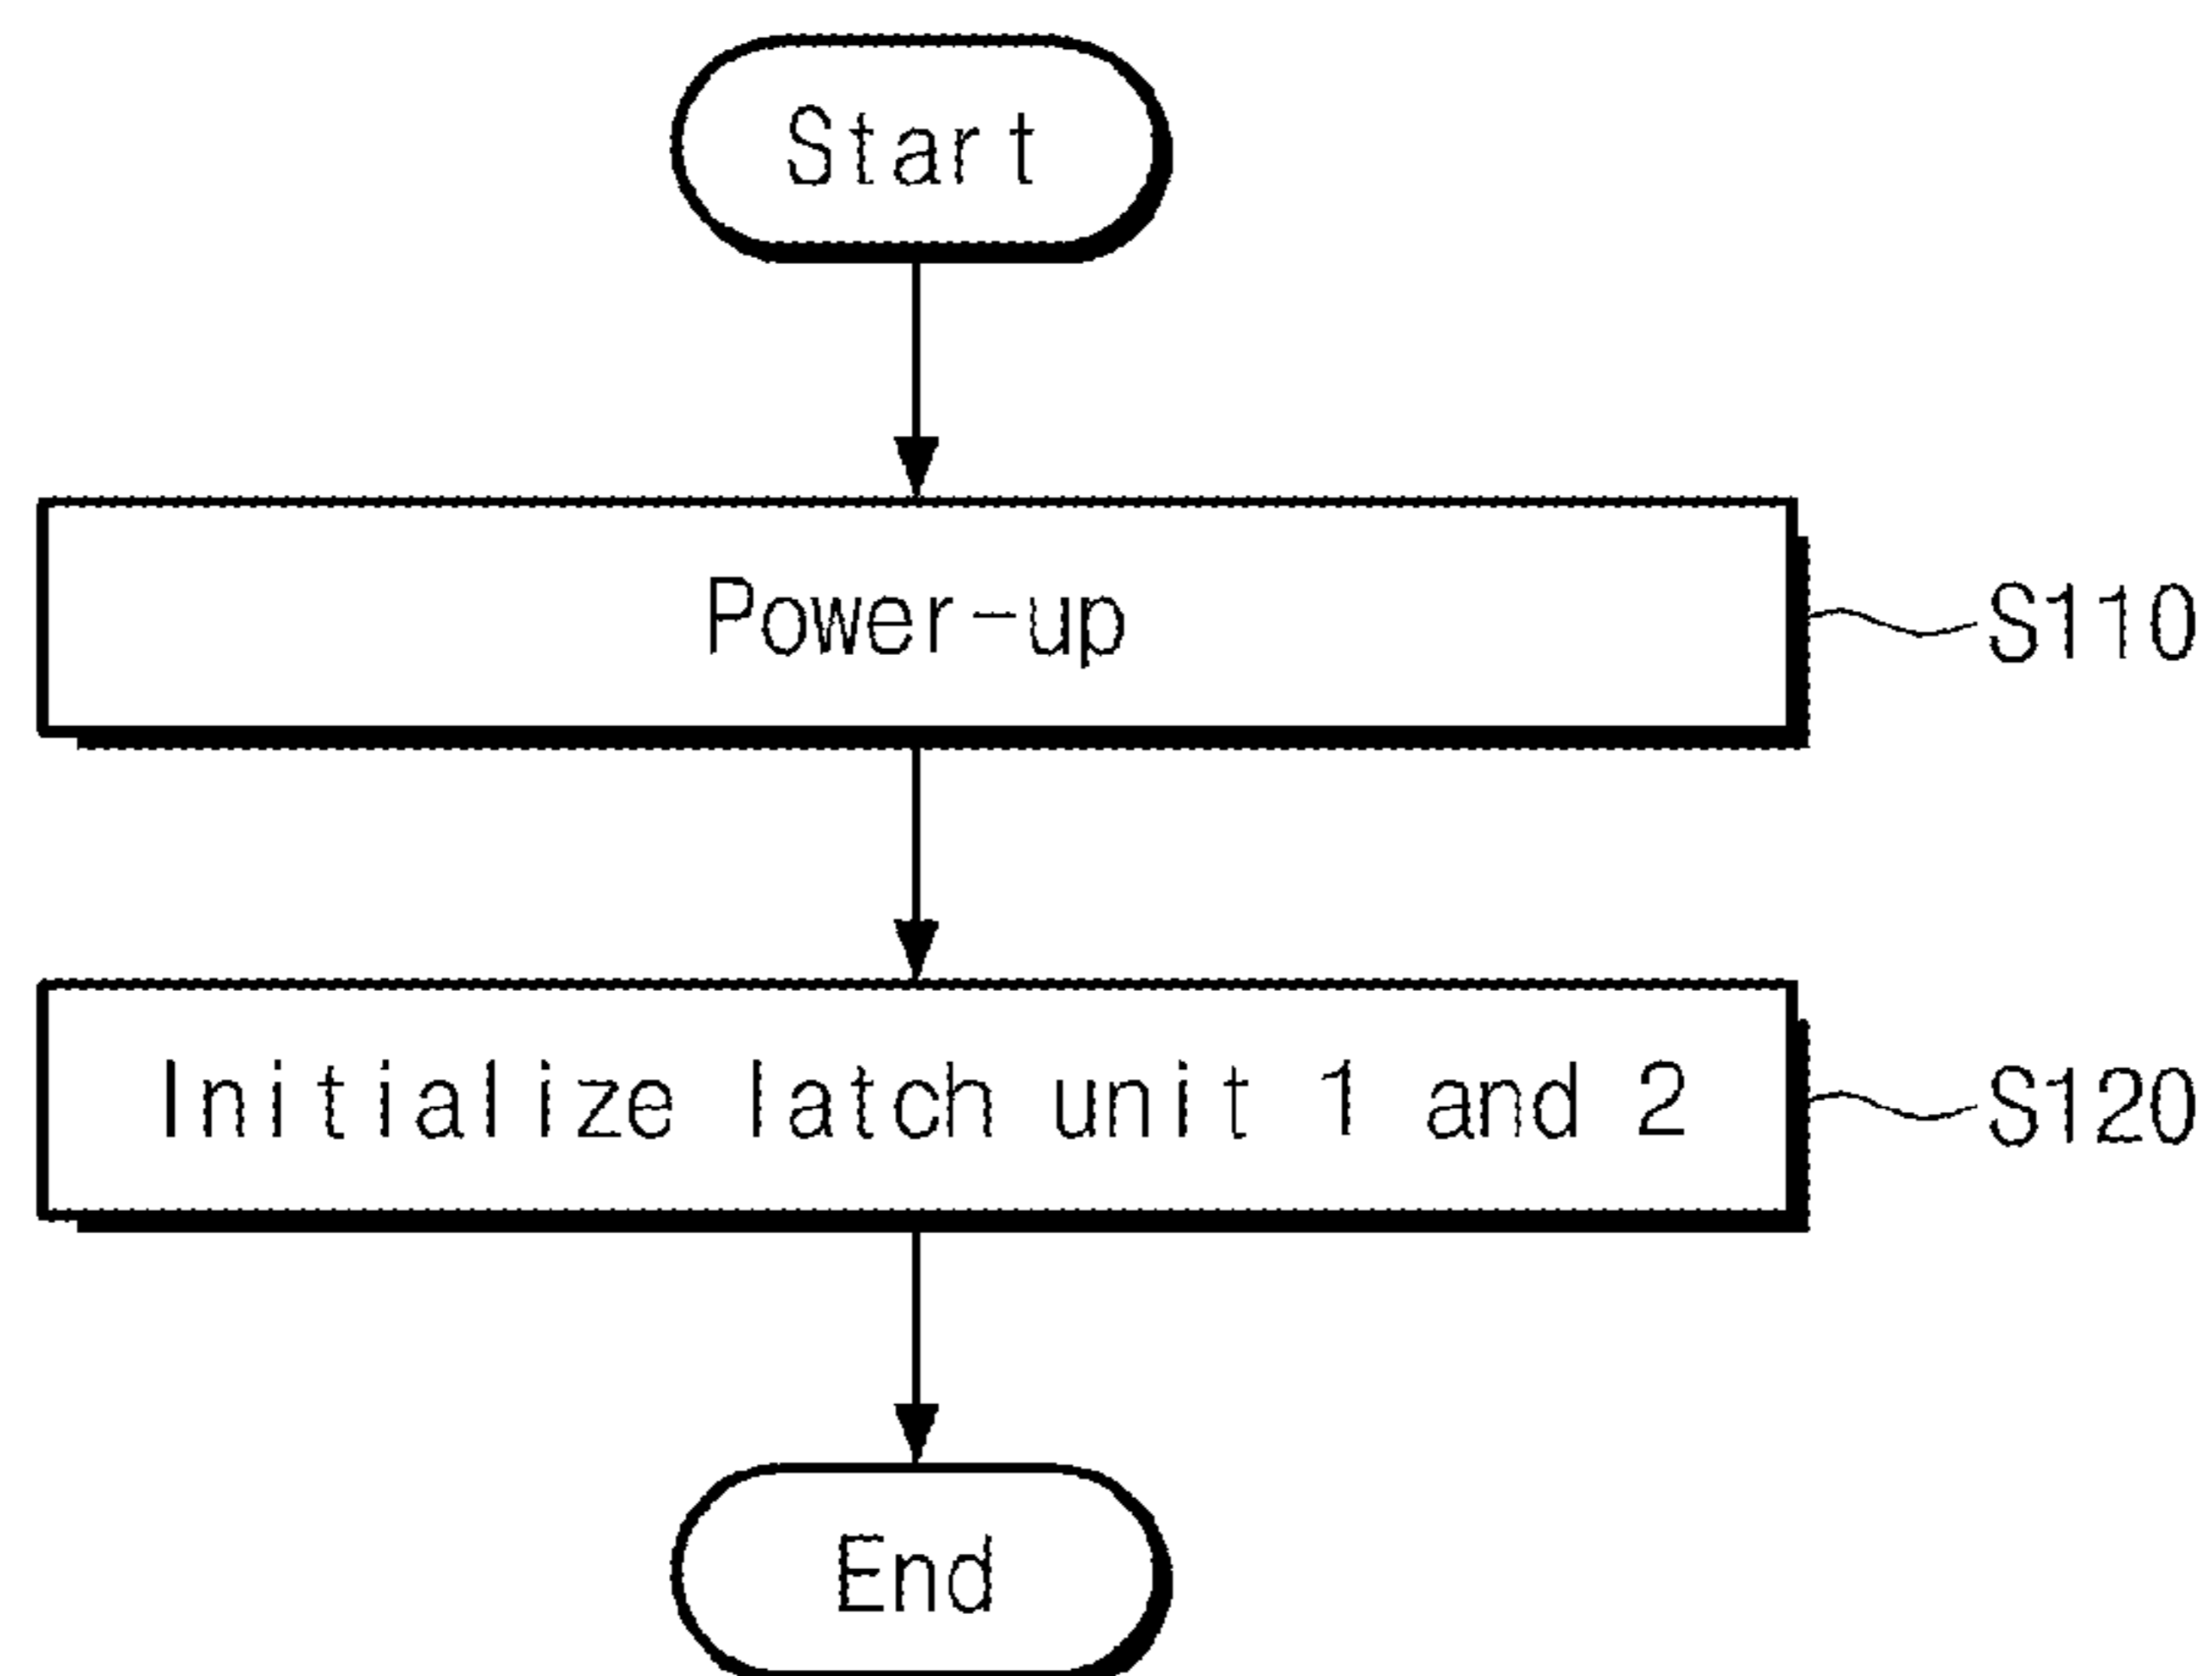 Start
Power-up
S110
Initialize latch unit 1 and 2
S120
End